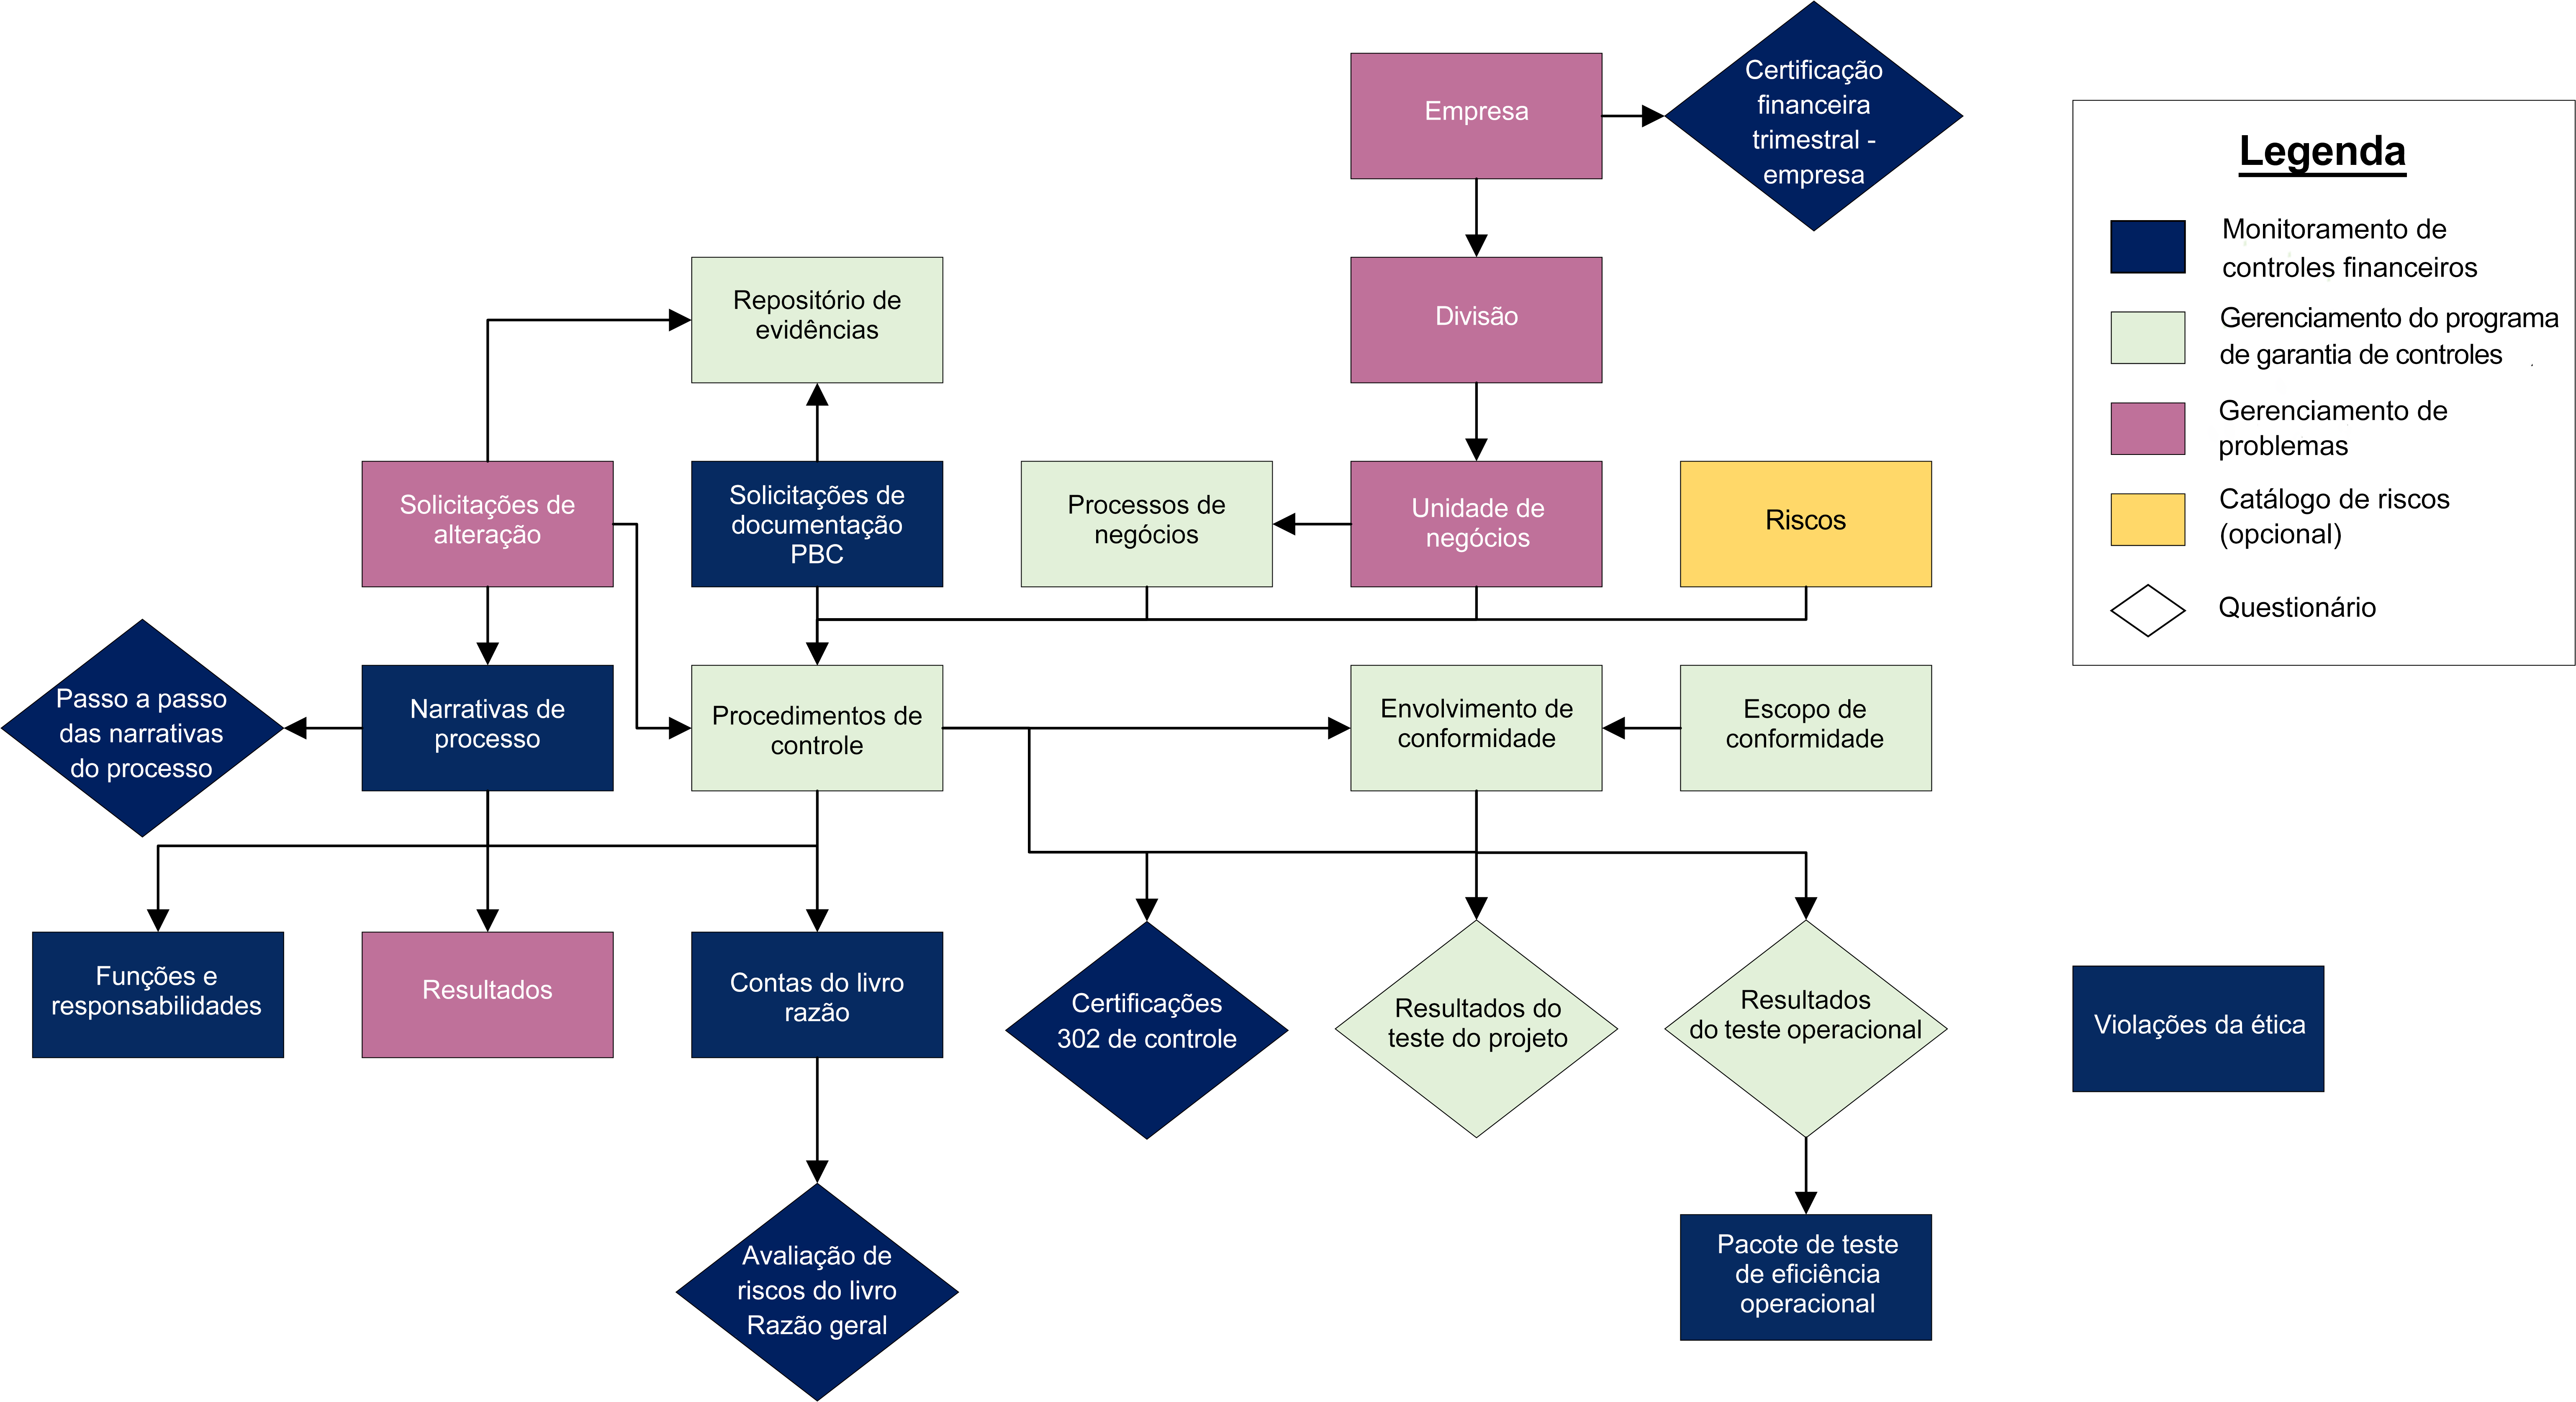 Empresa
Certificação
financeira
trimestral -
empresa
Legenda
Monitoramento de
controles financeiros
Gerenciamento do programa
de garantia de controles
Gerenciamento de
problemas
Catálogo de riscos
(opcional)
Questionário
Repositório de
evidências
Divisão
Solicitações de
alteração
Solicitações de
documentação
PBC
Processos de
negócios
Unidade de
negócios
Riscos
Passo a passo
das narrativas
do processo
Narrativas de
processo
Procedimentos de
controle
Envolvimento de
conformidade
Escopo de
conformidade
Funções e
responsabilidades
Resultados
Contas do livro
razão
Certificações
302 de controle
Resultados do
teste do projeto
Resultados
do teste operacional
Violações da ética
Avaliação de
riscos do livro
Razão geral
Pacote de teste
de eficiência
operacional